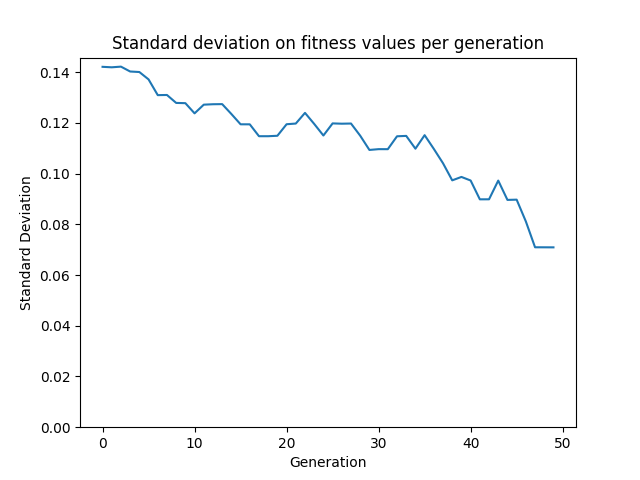 Standard deviation on fitness values per generation
0.14
0.12
0.10
0.08
0.06
0.04
0.02
0.00
Standard Deviation
0 10 20 30 40 50
Generation